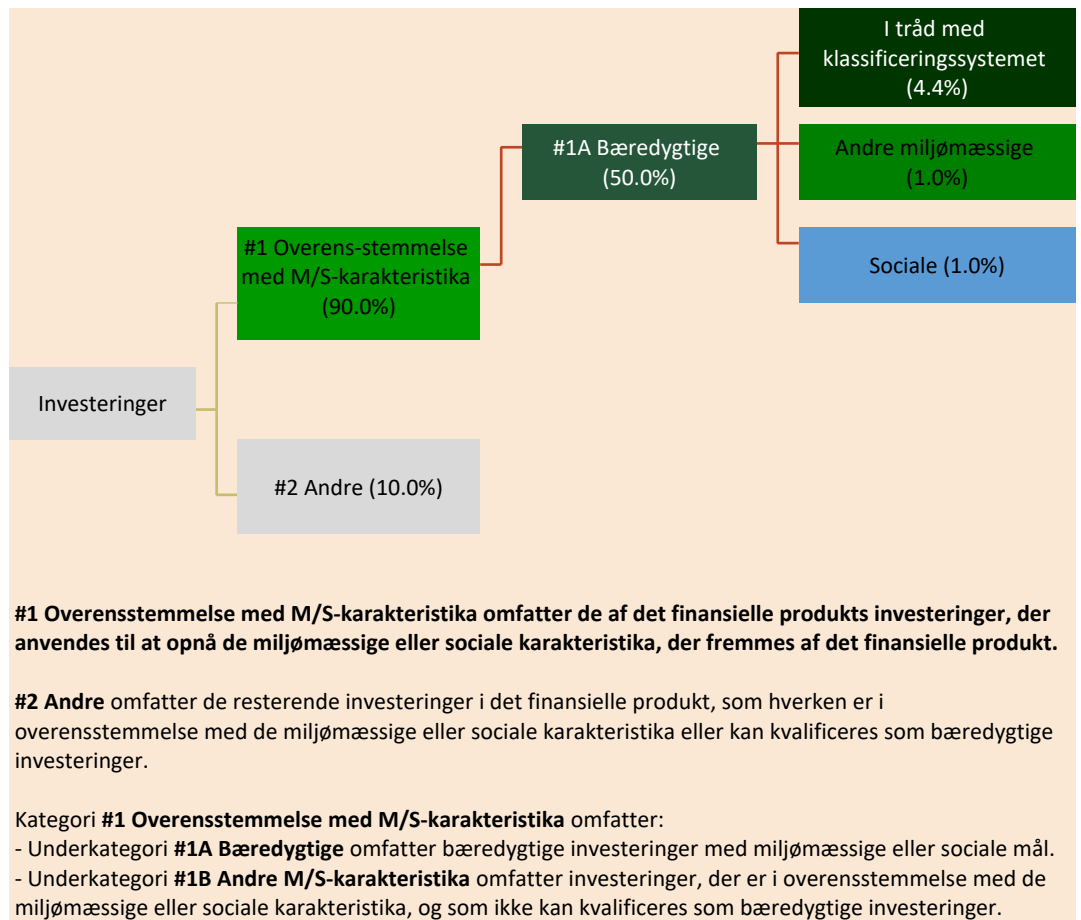 I tråd med
klassificeringssystemet
(4.4%)
#1A Bæredygtige
(50.0%)
Andre miljømæssige
(1.0%)
#1 Overens-stemmelse
med M/S-karakteristika
(90.0%)
Sociale (1.0%)
Investeringer
#2 Andre (10.0%)
#1 Overensstemmelse med M/S-karakteristika omfatter de af det finansielle produkts investeringer, der
anvendes til at opnå de miljømæssige eller sociale karakteristika, der fremmes af det finansielle produkt.
#2 Andre omfatter de resterende investeringer i det finansielle produkt, som hverken er i
overensstemmelse med de miljømæssige eller sociale karakteristika eller kan kvalificeres som bæredygtige
investeringer.
Kategori #1 Overensstemmelse med M/S-karakteristika omfatter:
- Underkategori #1A Bæredygtige omfatter bæredygtige investeringer med miljømæssige eller sociale mål.
- Underkategori #1B Andre M/S-karakteristika omfatter investeringer, der er i overensstemmelse med de
miljømæssige eller sociale karakteristika, og som ikke kan kvalificeres som bæredygtige investeringer.